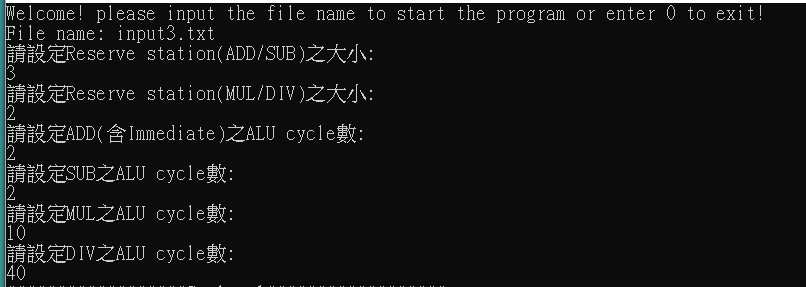 Welcome! please input the file name to start the program or enter 0 to exit!
File name: input3.txt
請設定Reserve station(ADD/SUB)之大小:
3
請設定Reserve station(MUL/DIV)之大小:
2
請設定ADD(含Immediate)之ALU cycle數:
2
請設定SUB之ALU cycle數:
2
請設定MUL之ALU cycle數:
10
請設定DIV之ALU cycle數:
40